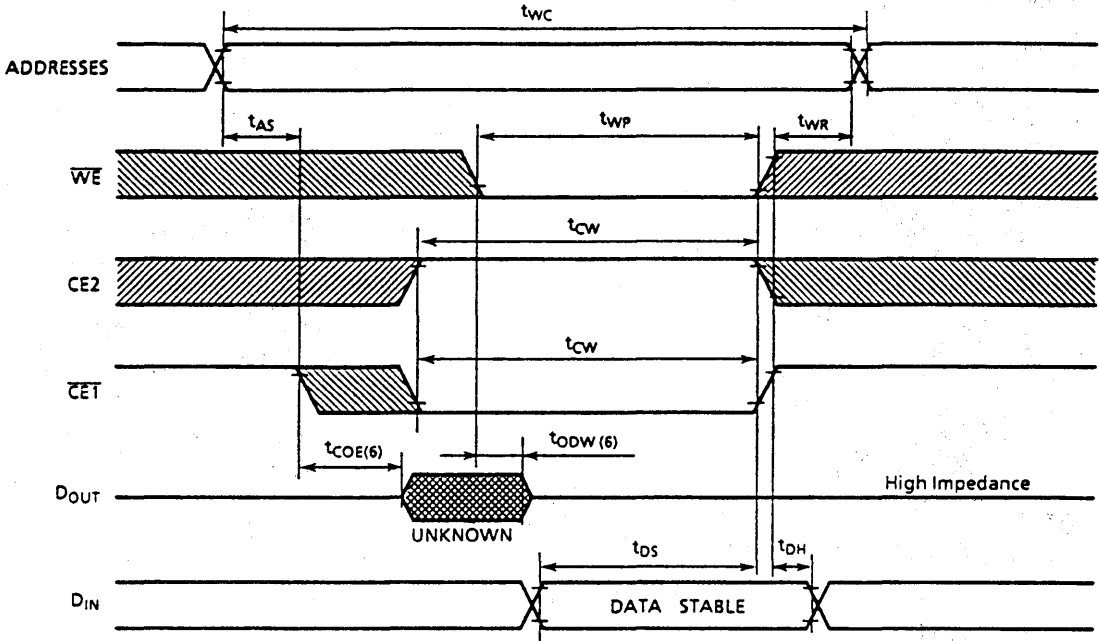 tWC
ADDRESSES
tAS
tWP
tWR
WE
tCW
CE2
tCW
CE1
tCOE(6)
tODW (6)
DOUT
High Impedance
UNKNOWN
tDS
tDH
DIN
DATA STABLE